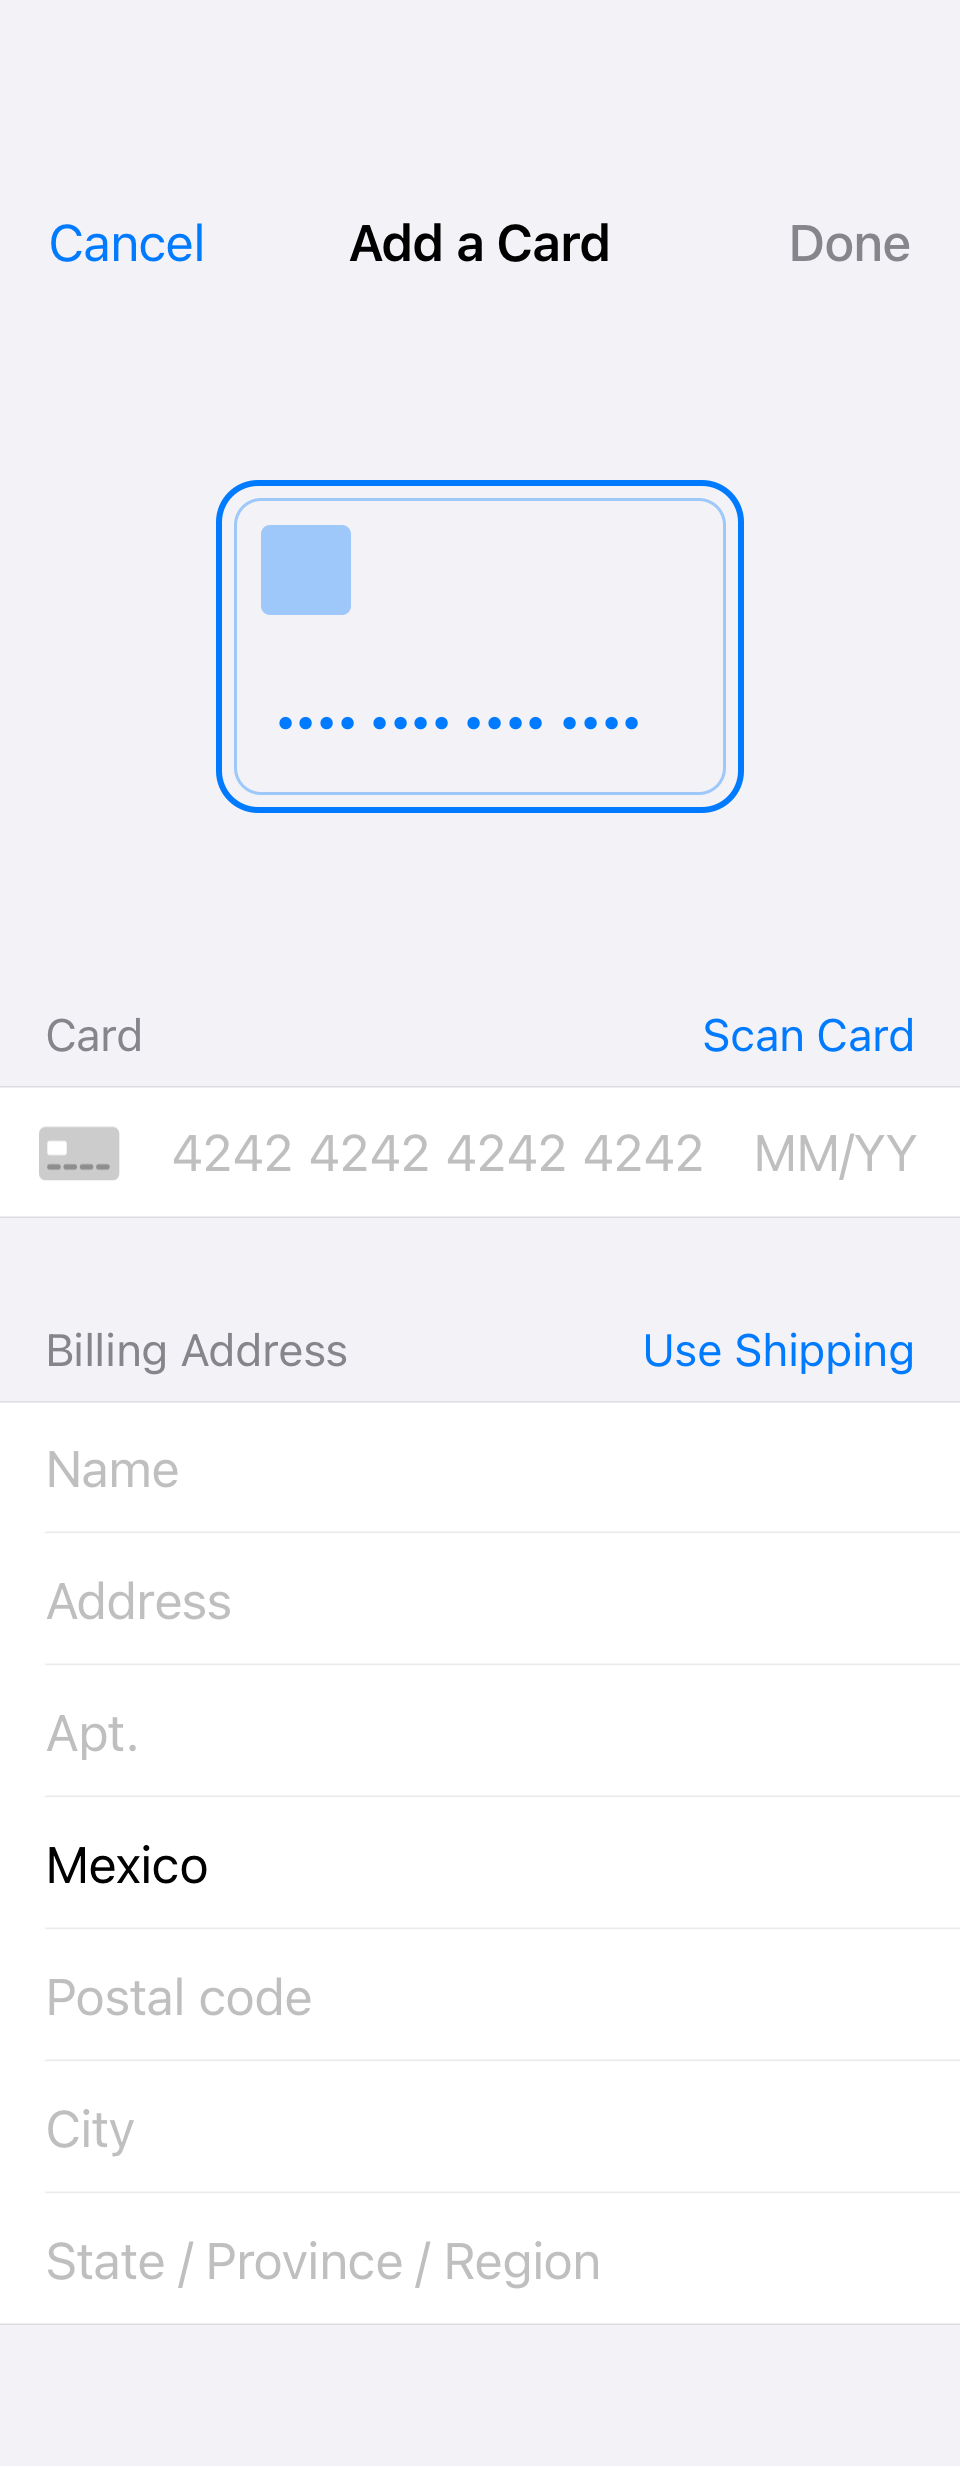 Cancel Add a Card Done
Card Scan Card
4242 4242 4242 4242 MM/YY
Billing Address Use Shipping
Name
Address
Apt.
Mexico
Postal code
City
State / Province / Region